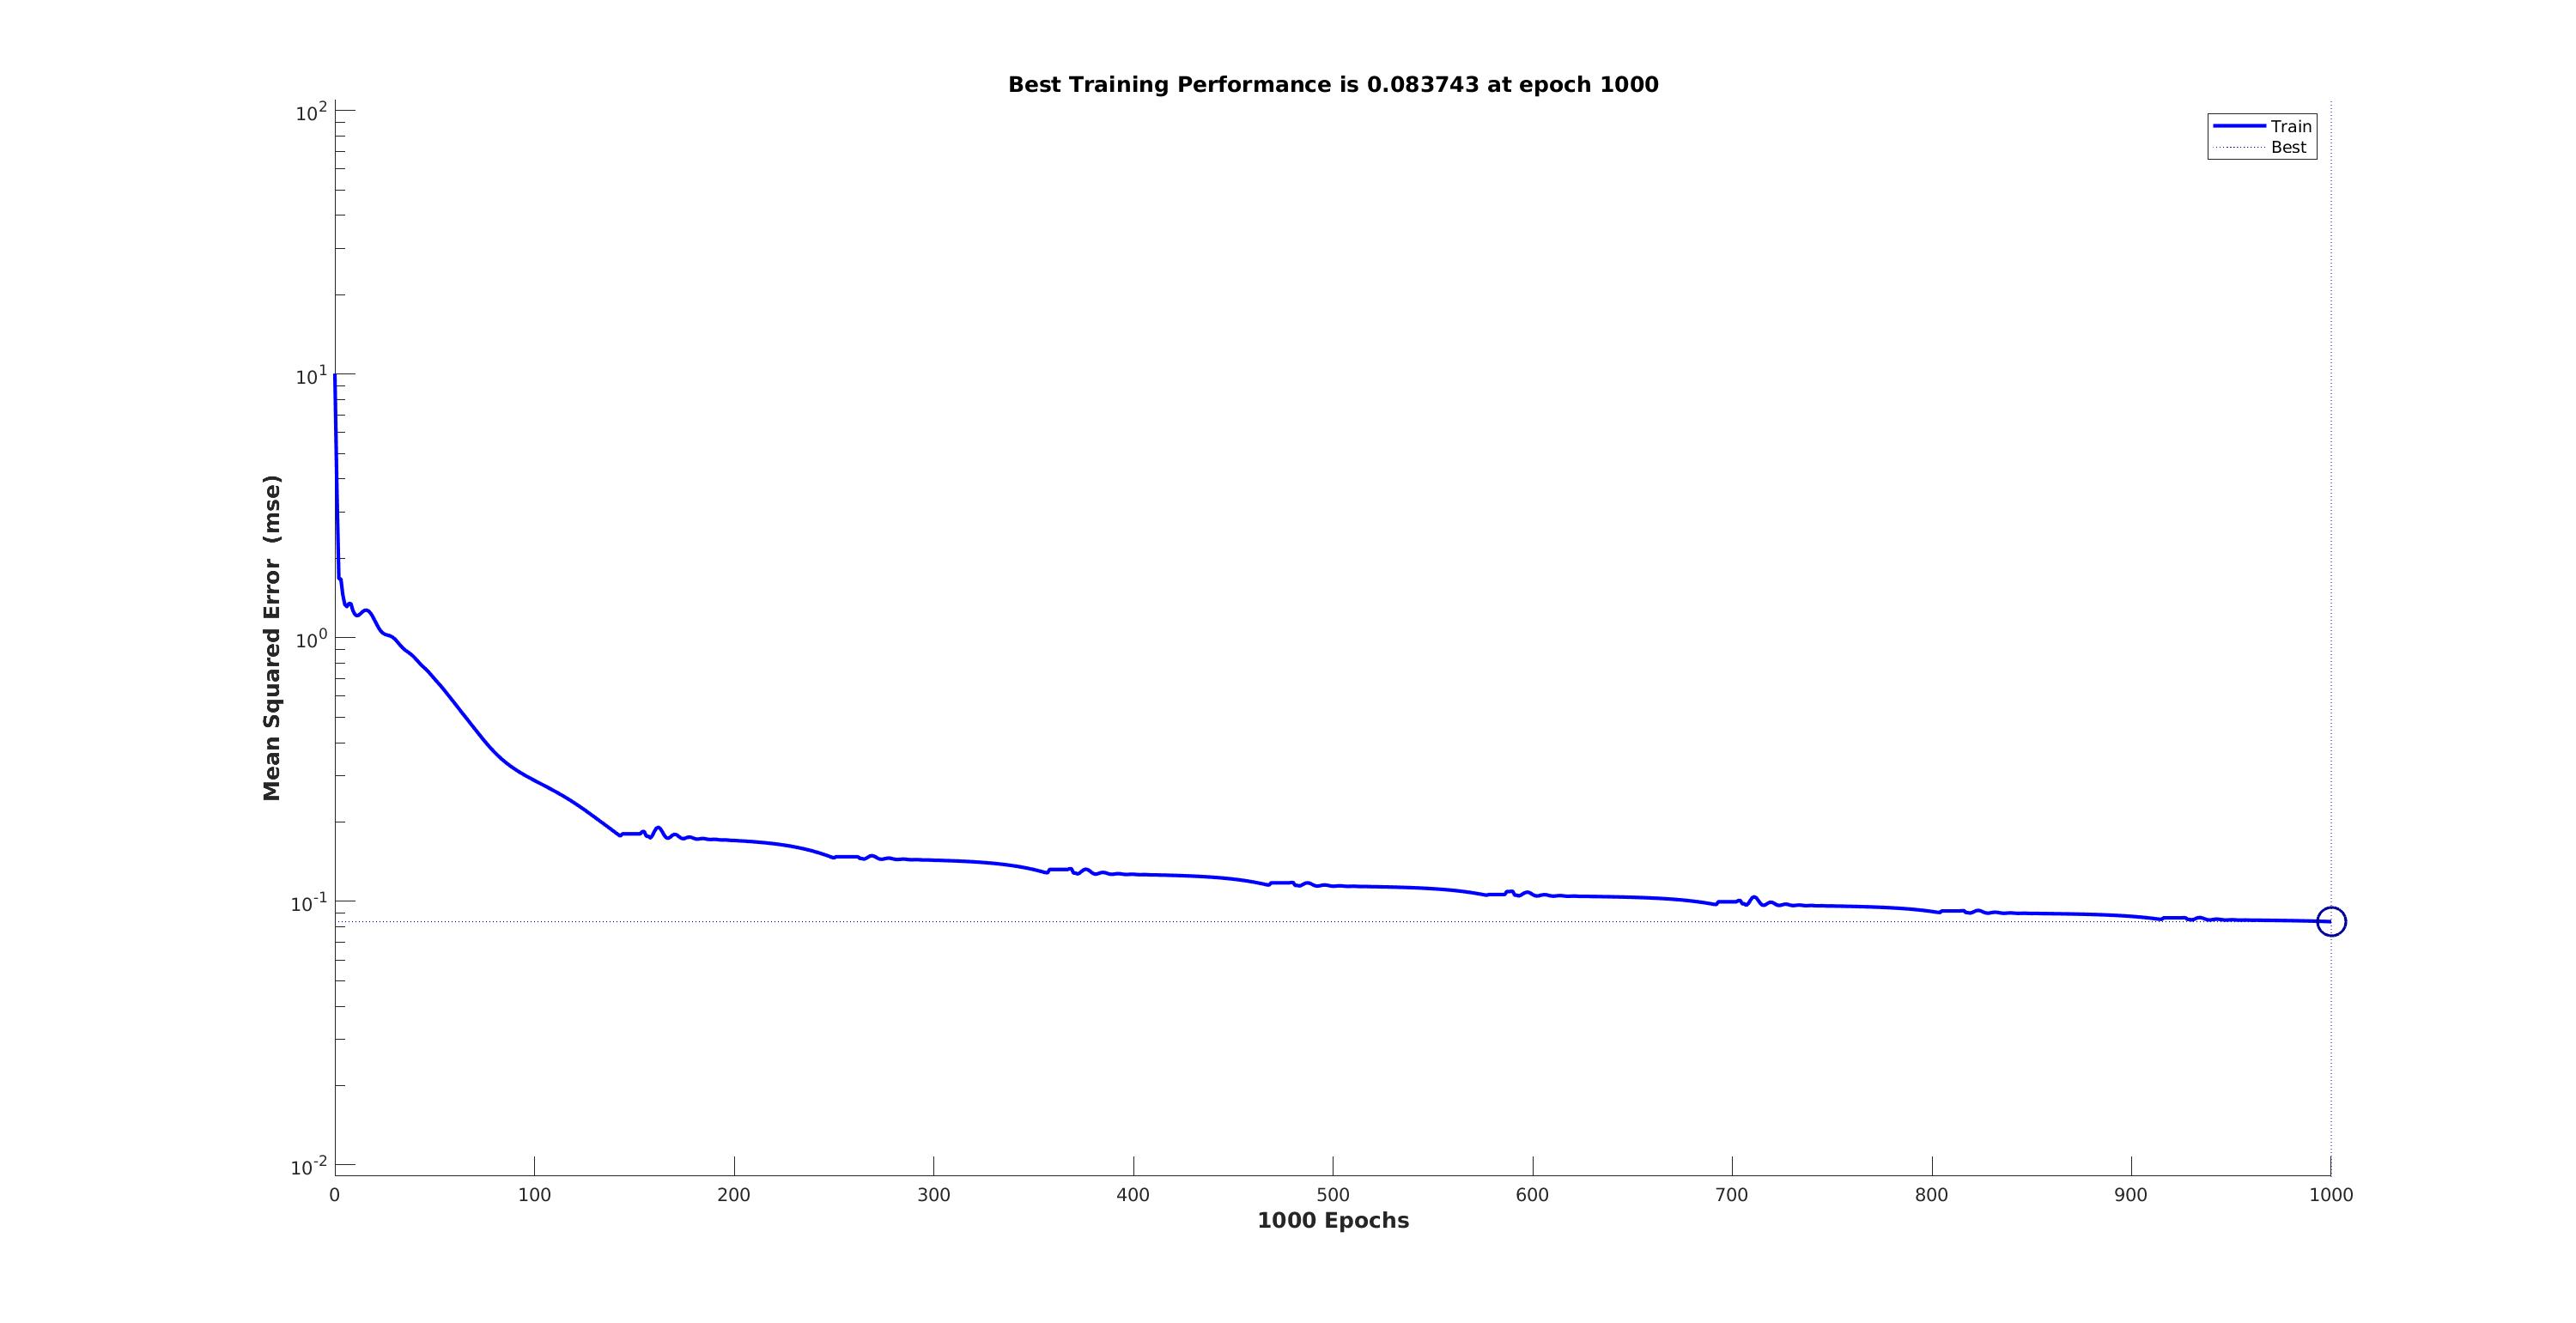 Best Training Performance is 0.083743 at epoch 1000
Train
Best
10^2
10^1
10^0
10^-1
10^-2
Mean Squared Error (mse)
0 100 200 300 400 500 600 700 800 900 1000
1000 Epochs